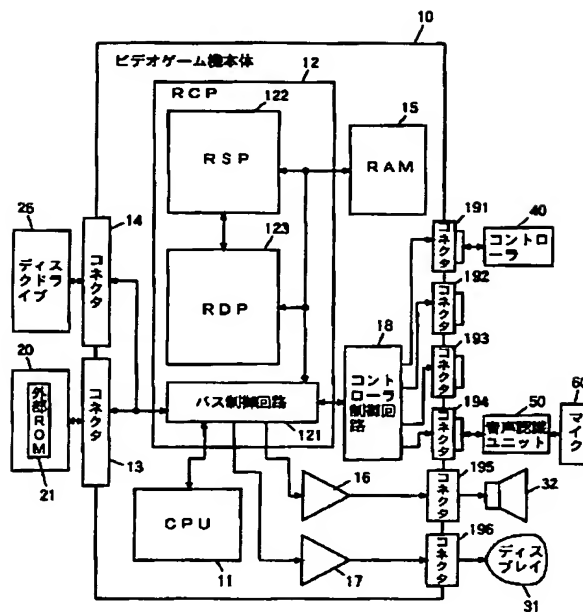 10
ビデオゲーム機本体
12
RCP
122
RSP
15
RAM
26
ディスクドライブ
14
コネクタ
123
RDP
191
コネクタ
40
コントローラ
192
コネクタ
18
コントローラ制御回路
193
コネクタ
20
外部ROM
21
コネクタ
13
バス制御回路
121
194
コネクタ
50
音声認識ユニット
60
マイク
CPU
11
16
195
コネクタ
32
17
196
コネクタ
ディスプレイ
31